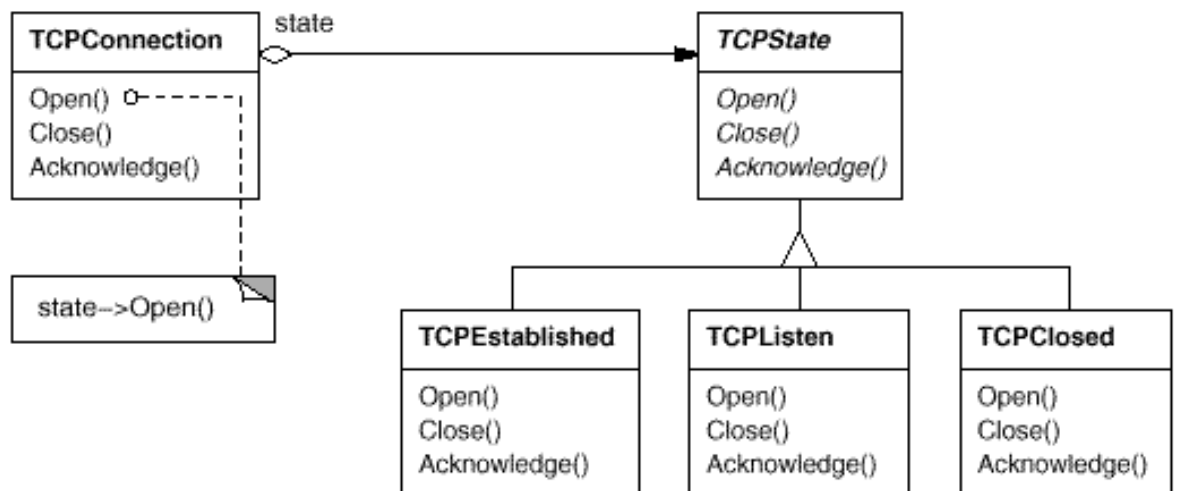 state
TCPConnection
Open()
Close()
Acknowledge()
state–>Open()
TCPState
Open()
Close()
Acknowledge()
TCPEstablished
Open()
Close()
Acknowledge()
TCPListen
Open()
Close()
Acknowledge()
TCPClosed
Open()
Close()
Acknowledge()